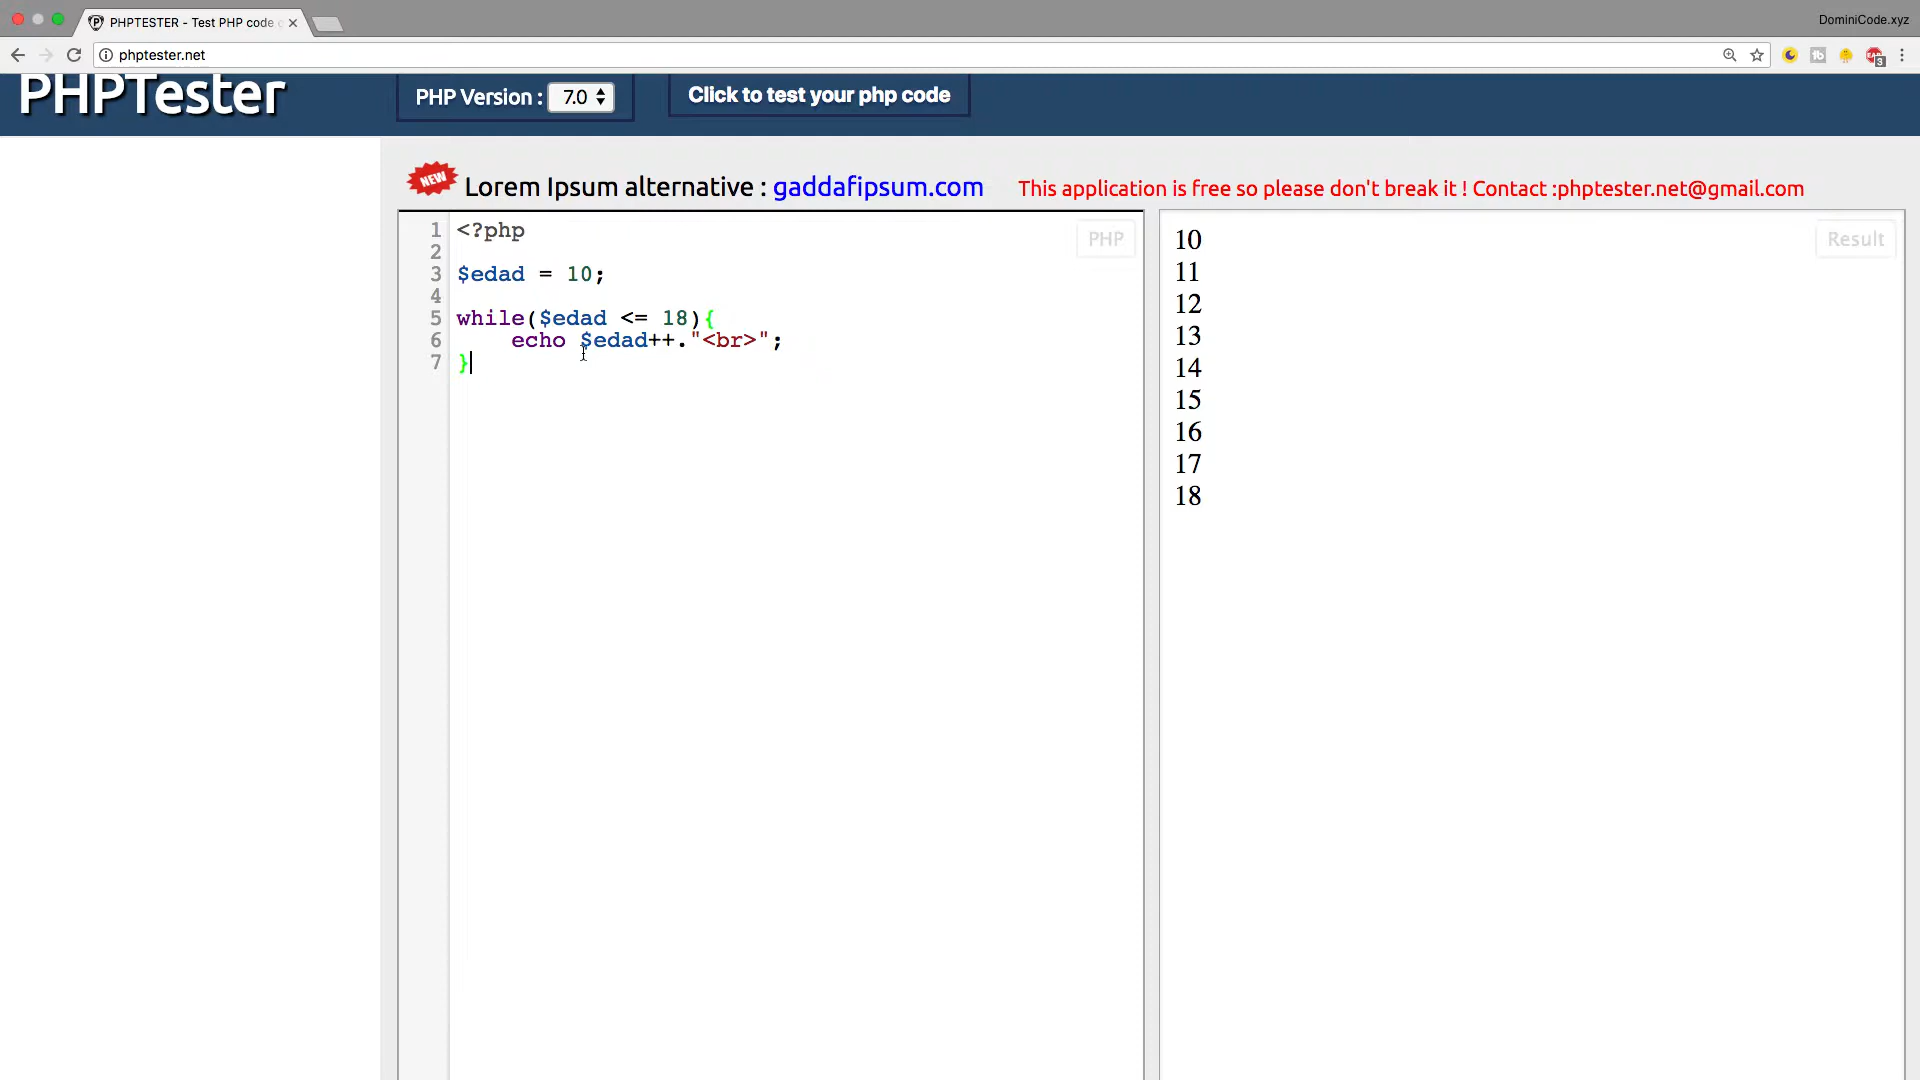 DominiCode.xyz
PHPTESTER - Test PHP code
phptester.net
3
PHPTester
PHP Version :
7.0
Click to test your php code
NEW
Lorem Ipsum alternative : gaddafipsum.com
This application is free so please don't break it ! Contact :phptester.net@gmail.com
PHP
1 <?php
2
3 $edad = 10;
4
5 while($edad <= 18){
6     echo $edad++."<br>";
7 }
Result
10
11
12
13
14
15
16
17
18